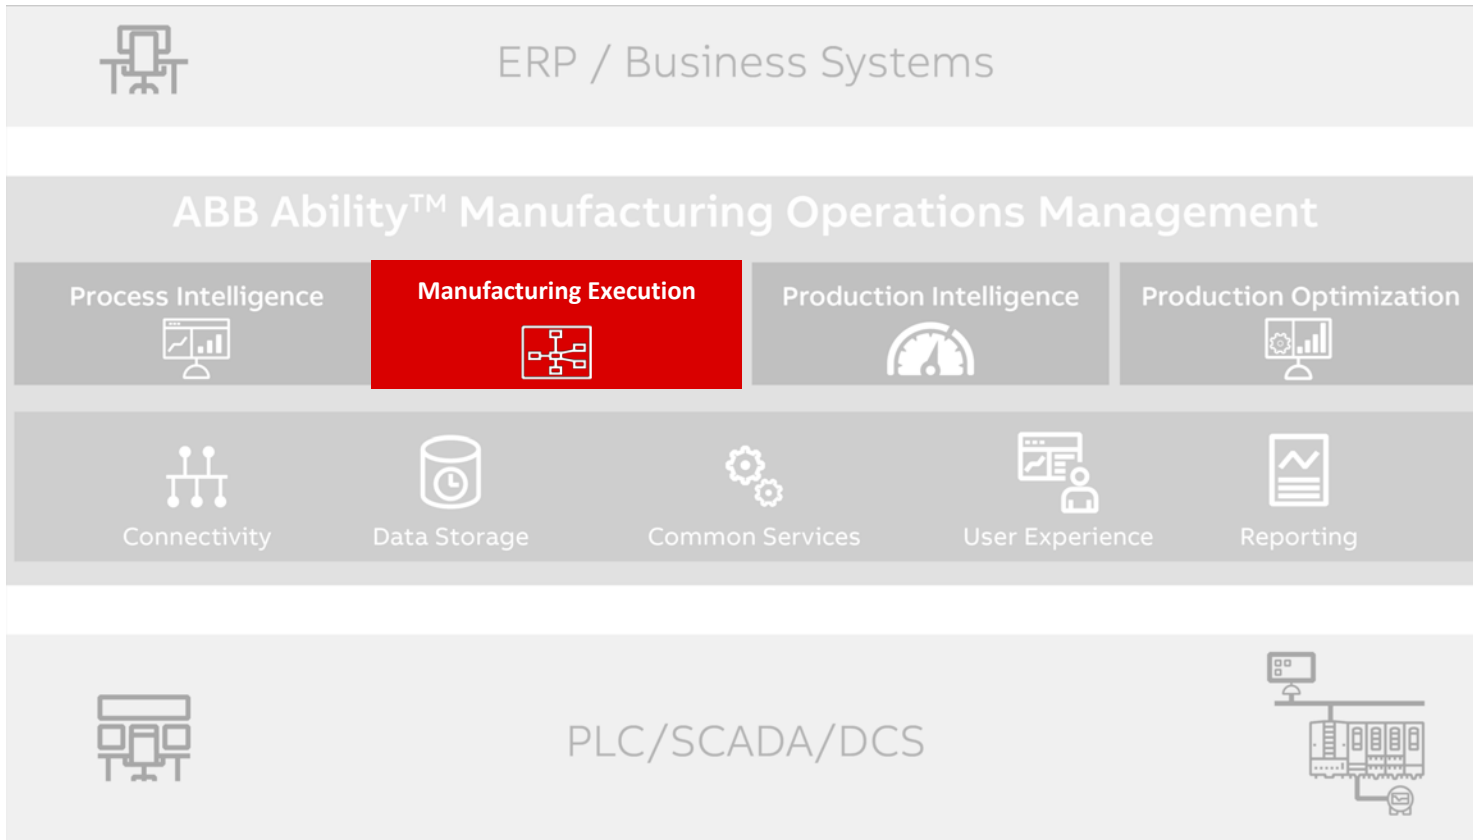 ERP / Business Systems
ABB Ability™ Manufacturing Operations Management
Process Intelligence
Manufacturing Execution
Production Intelligence
Production Optimization
Connectivity
Data Storage
Common Services
User Experience
Reporting
PLC/SCADA/DCS